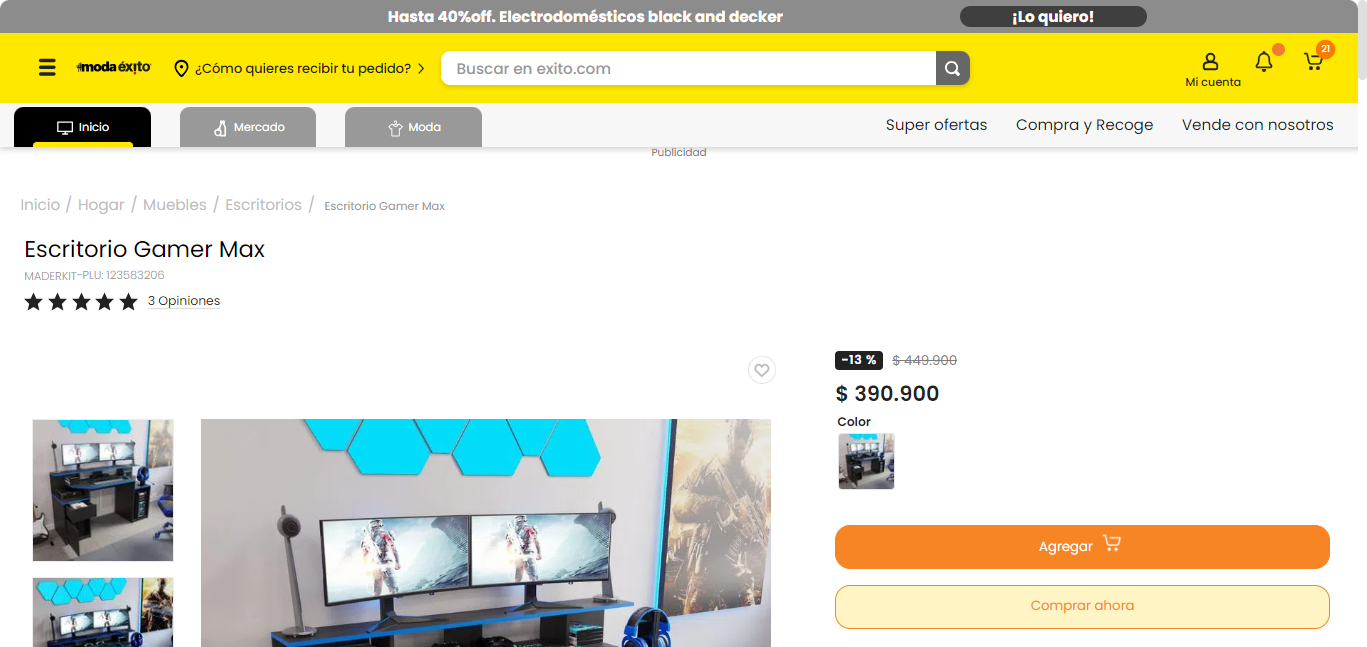 Hasta 40%off. Electrodomésticos black and decker
¡Lo quiero!
moda éxito
¿Cómo quieres recibir tu pedido?
Buscar en exito.com
Mi cuenta
21
Inicio
Mercado
Moda
Super ofertas
Compra y Recoge
Vende con nosotros
Publicidad
Inicio / Hogar / Muebles / Escritorios / Escritorio Gamer Max
Escritorio Gamer Max
MADERKIT-PLU: 123583206
3 Opiniones
-13 %
$ 449.900
$ 390.900
Color
Agregar
Comprar ahora